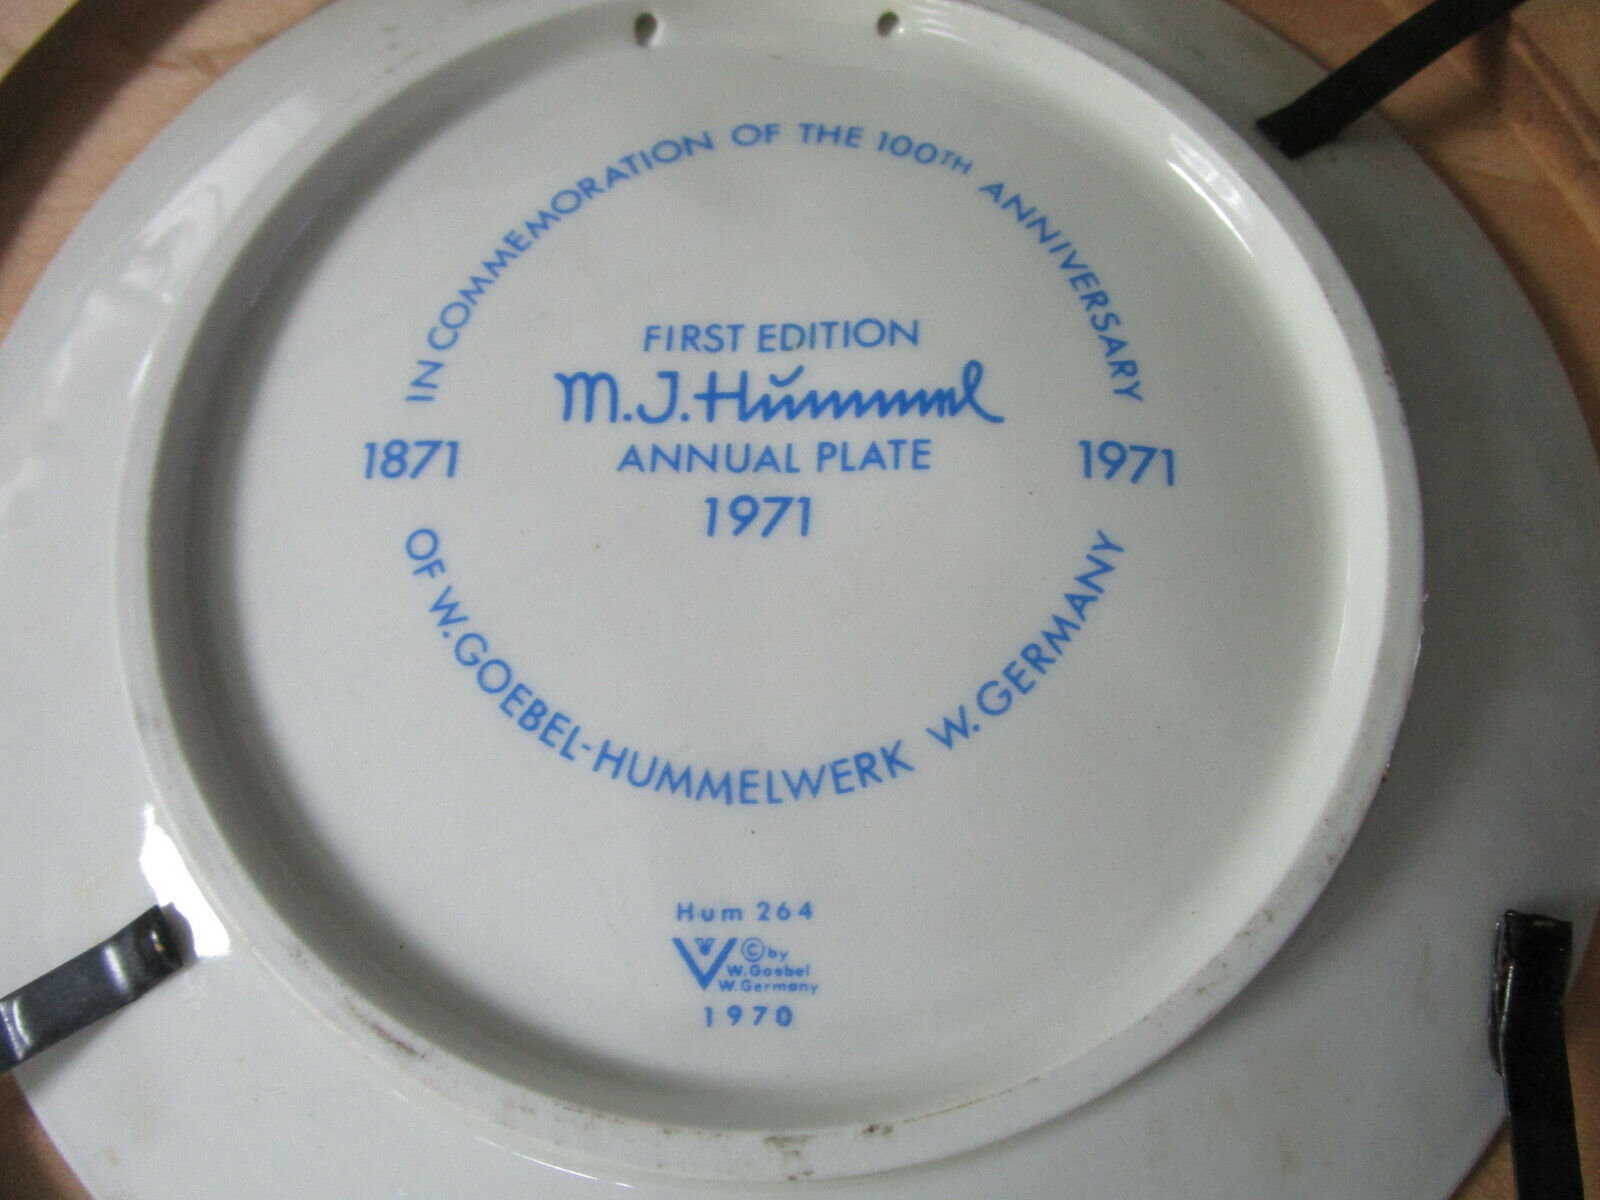 IN COMMEMORATION OF THE 100TH ANNIVERSARY
FIRST EDITION
M.J. Hummel
ANNUAL PLATE
1871
1971
1971
OF W. GOEBEL-HUMMELWERK W. GERMANY
Hum 264
© by
W. Goebel
W. Germany
1970